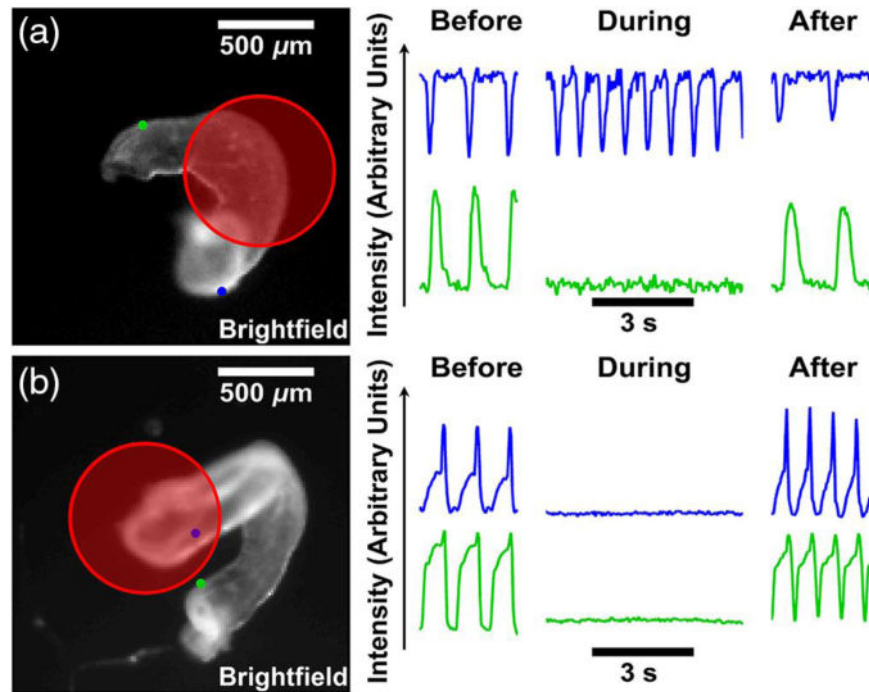 (a)
500 µm
Brightfield
Before During After
Intensity (Arbitrary Units)
3 s
(b)
500 µm
Brightfield
Before During After
Intensity (Arbitrary Units)
3 s